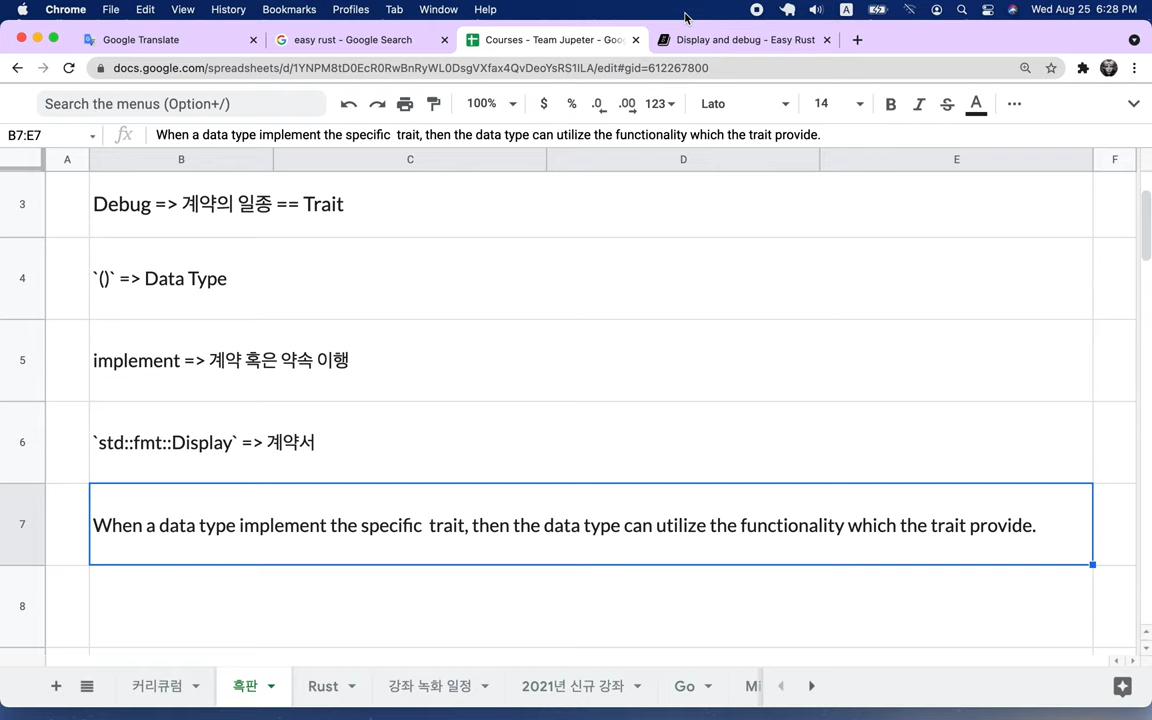 Chrome File Edit View History Bookmarks Profiles Tab Window Help A Wed Aug 25 6:28 PM
Google Translate easy rust - Google Search Courses - Team Jupeter - Goo Display and debug - Easy Rust
docs.google.com/spreadsheets/d/1YNPM8tD0EcR0RwBnRyWL0DsgVXfax4QvDeoYsRS1ILA/edit#gid=612267800
Search the menus (Option+/) 100% $ % .0 .00 123 Lato 14 B I S A
B7:E7 fx When a data type implement the specific  trait, then the data type can utilize the functionality which the trait provide.
A B C D E F
3 Debug => 계약의 일종 == Trait
4 `()` => Data Type
5 implement => 계약 혹은 약속 이행
6 `std::fmt::Display` => 계약서
7 When a data type implement the specific  trait, then the data type can utilize the functionality which the trait provide.
8
커리큘럼 흑판 Rust 강좌 녹화 일정 2021년 신규 강좌 Go Mi